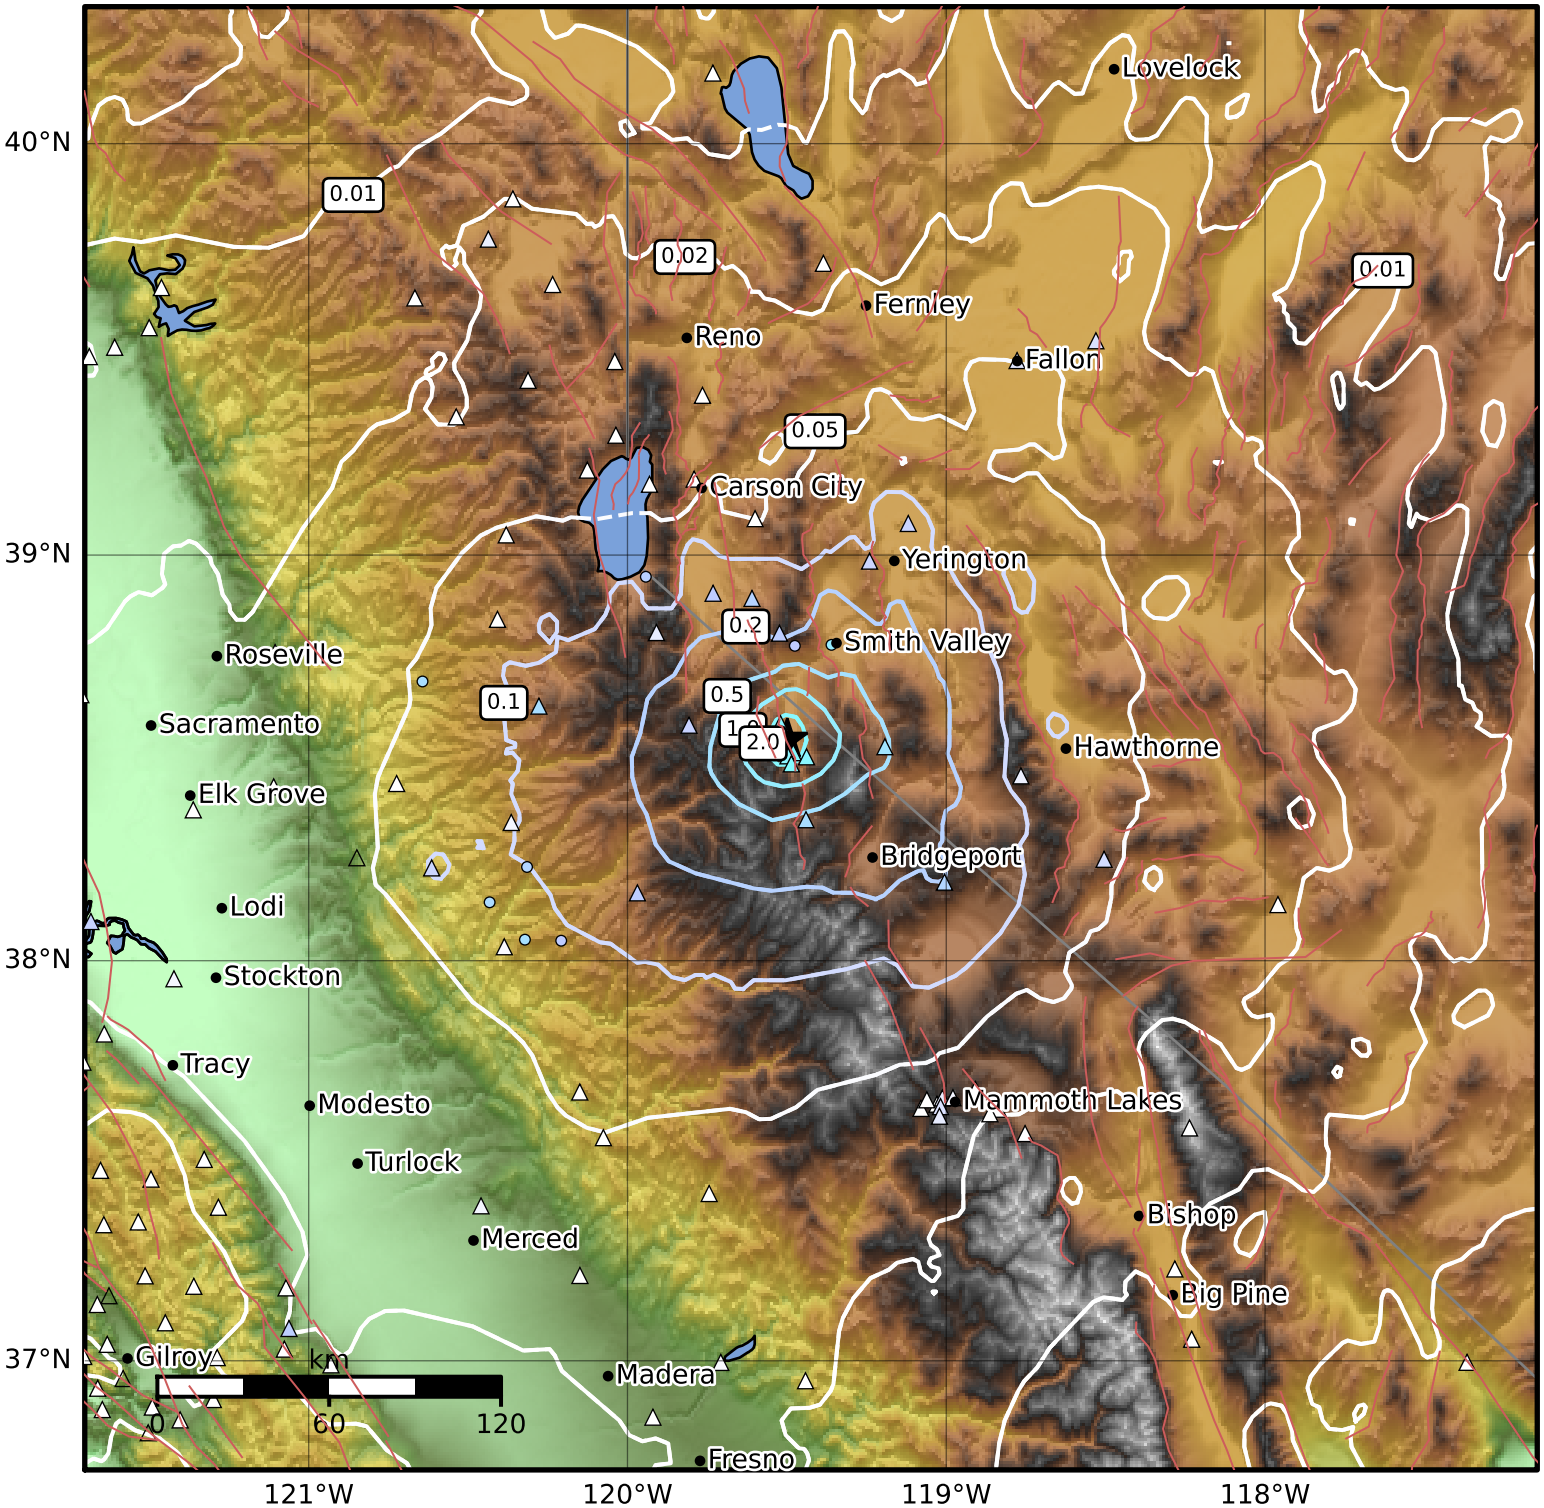 Lovelock
40°N
0.01
0.02
0.01
Fernley
Reno
Fallon
0.05
Carson City
39°N
Yerington
0.2
Smith Valley
Roseville
0.5
0.1
Sacramento
2.0
Hawthorne
Elk Grove
Bridgeport
Lodi
38°N
Stockton
Tracy
Mammoth Lakes
Modesto
Turlock
Bishop
Merced
Big Pine
37°N
Gilroy
km
Madera
0 60 120
Fresno
121°W 120°W 119°W 118°W